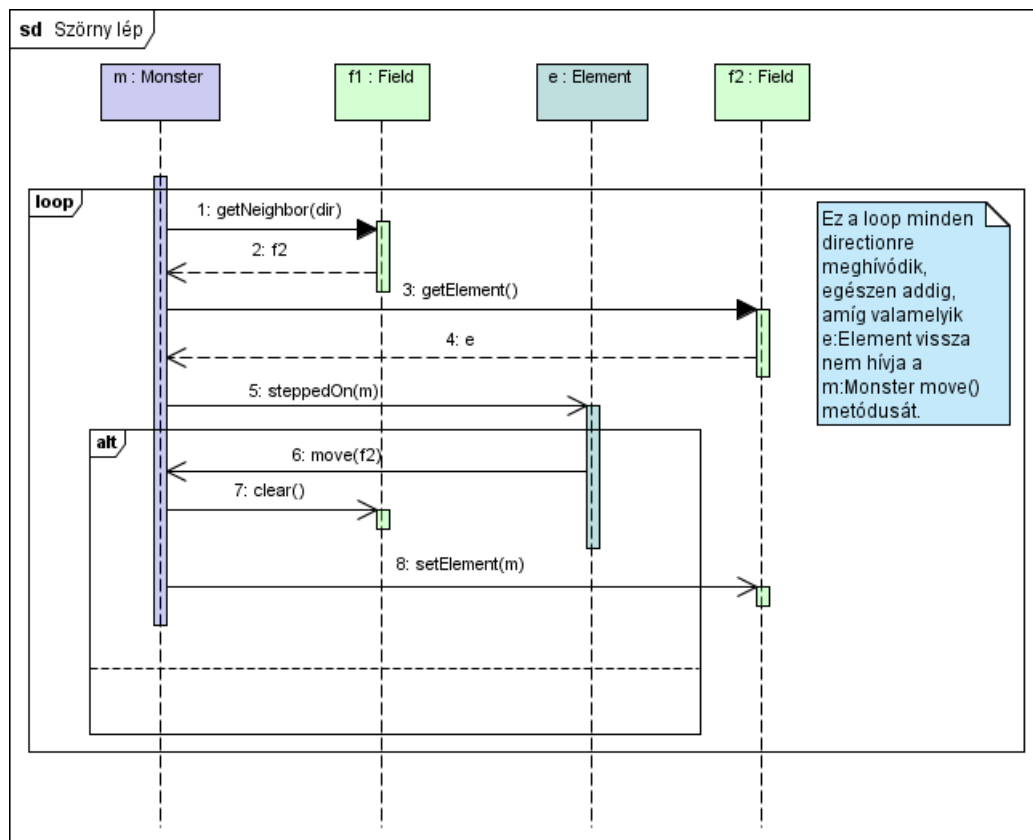 sd Szörny lép
m : Monster
f1 : Field
e : Element
f2 : Field
loop
1: getNeighbor(dir)
2: f2
3: getElement()
4: e
5: steppedOn(m)
alt
6: move(f2)
7: clear()
8: setElement(m)
Ez a loop minden
directionre
meghívódik,
egészen addig,
amíg valamelyik
e:Element vissza
nem hívja a
m:Monster move()
metódusát.